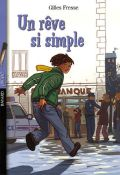 Gilles Fresse
Un rêve
si simple
BANQUE